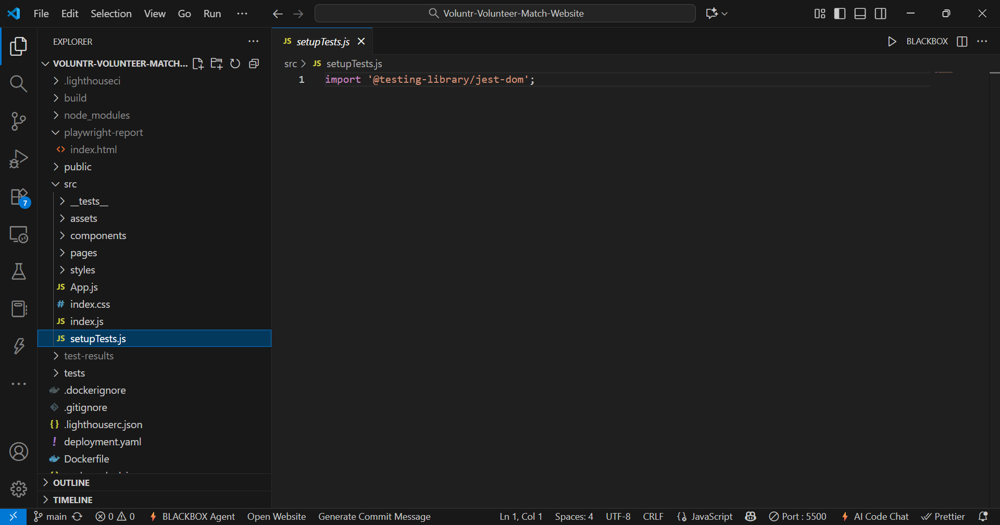 File Edit Selection View Go Run ···
Voluntr-Volunteer-Match-Website
EXPLORER
VOLUNTR-VOLUNTEER-MATCH...
.lighthouseci
build
node_modules
playwright-report
<> index.html
public
src
__tests__
assets
components
pages
styles
JS App.js
# index.css
JS index.js
JS setupTests.js
test-results
tests
.dockerignore
.gitignore
{} .lighthouserc.json
! deployment.yaml
Dockerfile
OUTLINE
TIMELINE
7
JS setupTests.js
BLACKBOX
src > JS setupTests.js
1 import '@testing-library/jest-dom';
main 0 0 BLACKBOX Agent Open Website Generate Commit Message Ln 1, Col 1 Spaces: 4 UTF-8 CRLF {} JavaScript Port : 5500 AI Code Chat Prettier